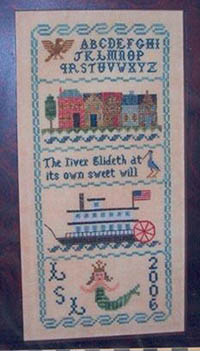 ABCDEFGHI
JKLMNOP
QRSTUVWXYZ
The river Glideth at
its own sweet will
LSL
2006